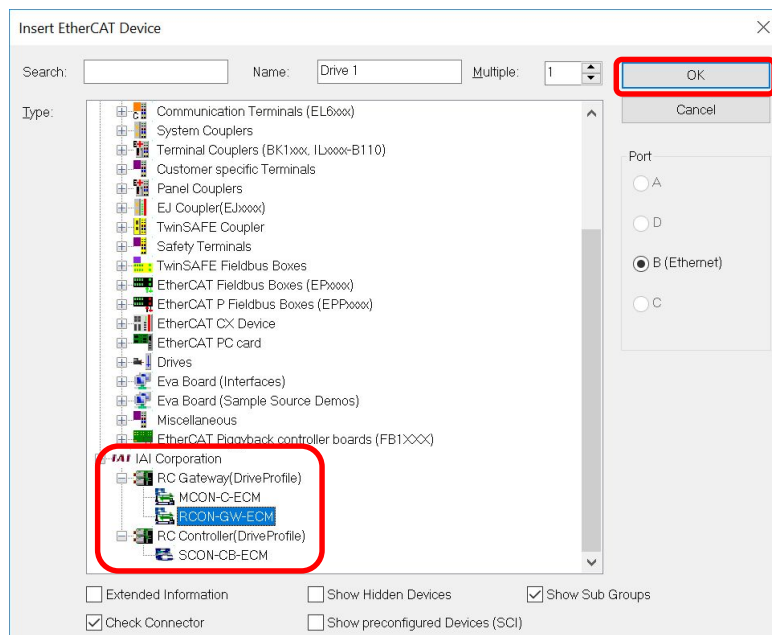 Insert EtherCAT Device
Search: Name: Drive 1 Multiple: 1 OK
Type: Cancel
Communication Terminals (EL6xxx)
System Couplers
Terminal Couplers (BK1xxx, ILxxxx-B110)
Customer specific Terminals
Panel Couplers
EJ Coupler(EJxxxx)
TwinSAFE Coupler
Safety Terminals
TwinSAFE Fieldbus Boxes
EtherCAT Fieldbus Boxes (EPxxxx)
EtherCAT P Fieldbus Boxes (EPPxxxx)
EtherCAT CX Device
EtherCAT PC card
Drives
Eva Board (Interfaces)
Eva Board (Sample Source Demos)
Miscellaneous
EtherCAT Piggyback controller boards (FB1XXX)
IAI IAI Corporation
RC Gateway(DriveProfile)
MCON-C-ECM
RCON-GW-ECM
RC Controller(DriveProfile)
SCON-CB-ECM
Port
A
D
B (Ethernet)
C
Extended Information Show Hidden Devices Show Sub Groups
Check Connector Show preconfigured Devices (SCI)